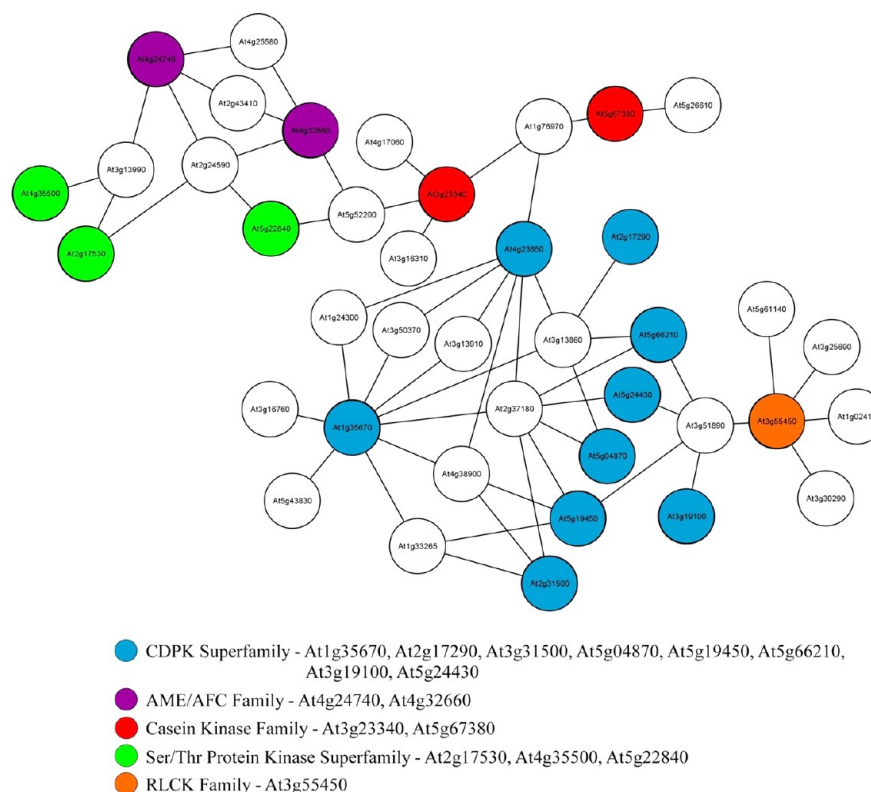 At4g25580
At4g24740
At2g43410
At5g67380
At5g26610
At4g32660
At1g76970
At4g17060
At3g13990
At2g24590
At4g35500
At3g23340
At5g52200
At5g22840
At2g17290
At2g17530
At4g23650
At3g16310
At5g61140
At1g24300
At3g50370
At3g13910
At3g13860
At5g66210
At3g25690
At5g24430
At3g16760
At2g37180
At1g0241
At1g35670
At3g51890
At3g55450
At5g04870
At4g38900
At5g43830
At3g30290
At5g19450
At3g19100
At1g33265
At2g31500
CDPK Superfamily - At1g35670, At2g17290, At3g31500, At5g04870, At5g19450, At5g66210,
At3g19100, At5g24430
AME/AFC Family - At4g24740, At4g32660
Casein Kinase Family - At3g23340, At5g67380
Ser/Thr Protein Kinase Superfamily - At2g17530, At4g35500, At5g22840
RLCK Family - At3g55450